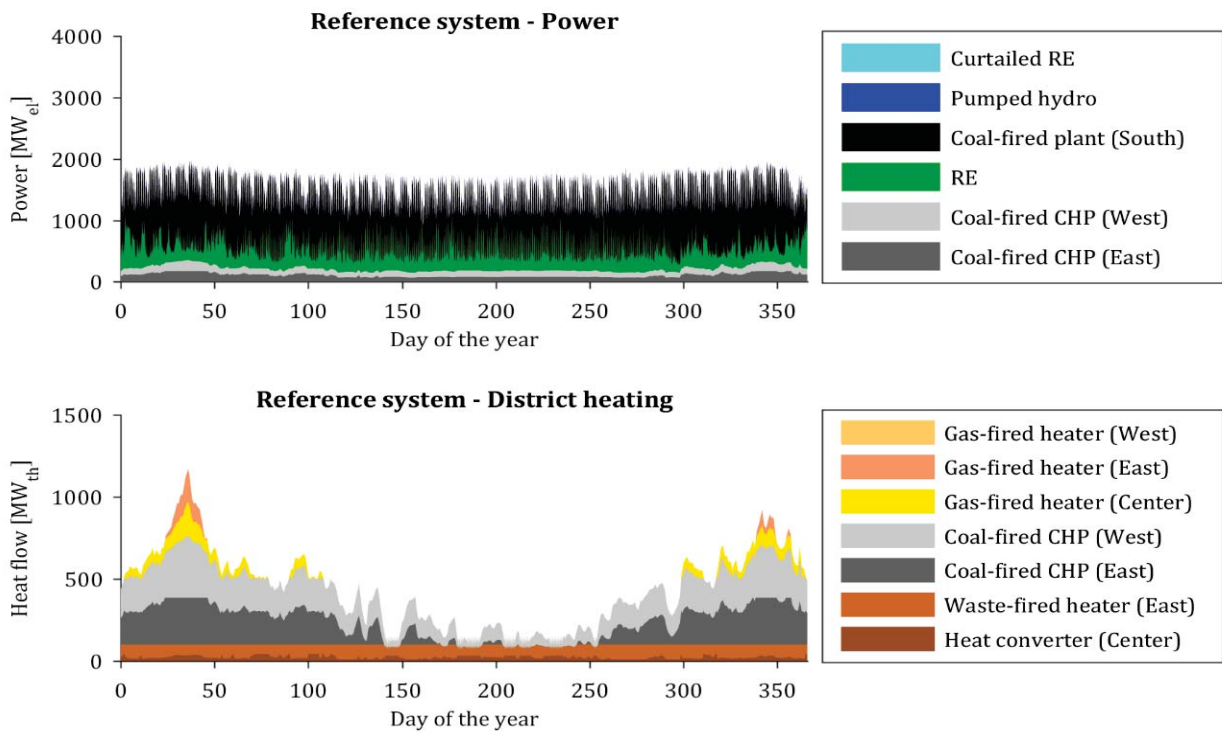 Reference system - Power
4000
3000
2000
1000
0
Power [MWel]
0 50 100 150 200 250 300 350
Day of the year
Curtailed RE
Pumped hydro
Coal-fired plant (South)
RE
Coal-fired CHP (West)
Coal-fired CHP (East)
Reference system - District heating
1500
1000
500
0
Heat flow [MWth]
0 50 100 150 200 250 300 350
Day of the year
Gas-fired heater (West)
Gas-fired heater (East)
Gas-fired heater (Center)
Coal-fired CHP (West)
Coal-fired CHP (East)
Waste-fired heater (East)
Heat converter (Center)